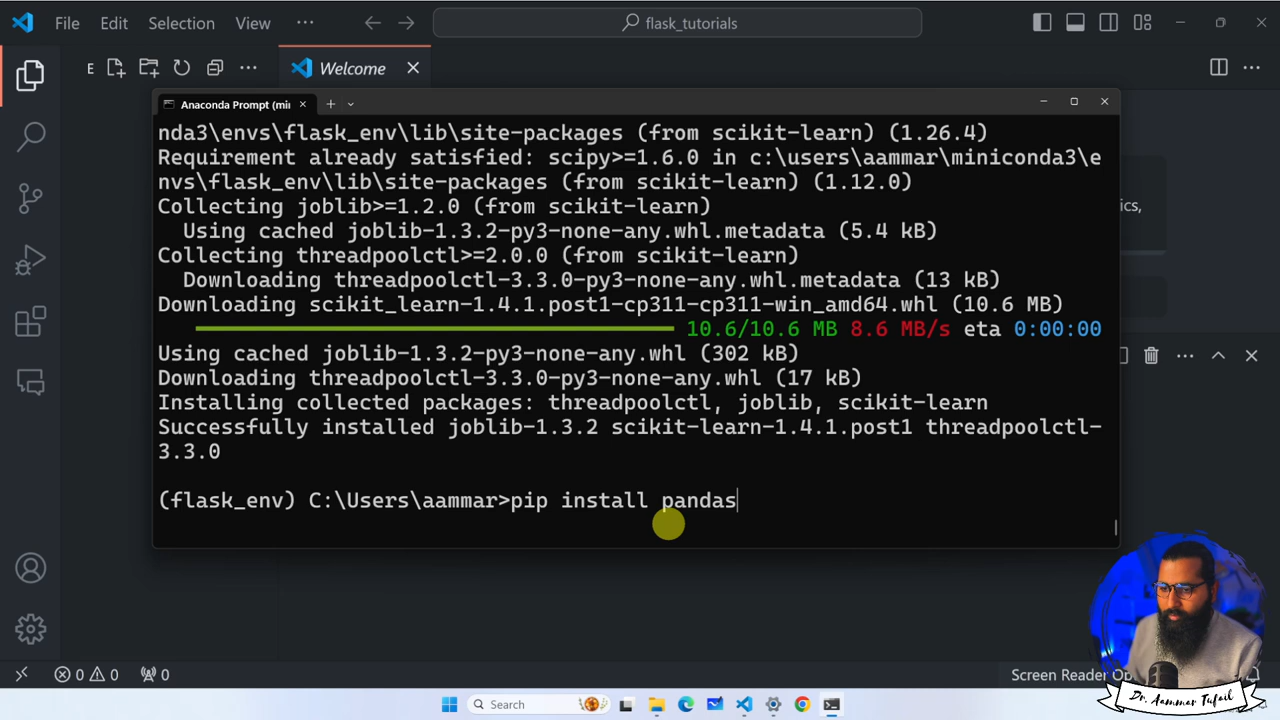 File Edit Selection View ··· flask_tutorials
E ··· Welcome
Anaconda Prompt (mini
nda3\envs\flask_env\lib\site-packages (from scikit-learn) (1.26.4)
Requirement already satisfied: scipy>=1.6.0 in c:\users\aammar\miniconda3\e
nvs\flask_env\lib\site-packages (from scikit-learn) (1.12.0)
Collecting joblib>=1.2.0 (from scikit-learn)
Using cached joblib-1.3.2-py3-none-any.whl.metadata (5.4 kB)
Collecting threadpoolctl>=2.0.0 (from scikit-learn)
Downloading threadpoolctl-3.3.0-py3-none-any.whl.metadata (13 kB)
Downloading scikit_learn-1.4.1.post1-cp311-cp311-win_amd64.whl (10.6 MB)
10.6/10.6 MB 8.6 MB/s eta 0:00:00
Using cached joblib-1.3.2-py3-none-any.whl (302 kB)
Downloading threadpoolctl-3.3.0-py3-none-any.whl (17 kB)
Installing collected packages: threadpoolctl, joblib, scikit-learn
Successfully installed joblib-1.3.2 scikit-learn-1.4.1.post1 threadpoolctl-
3.3.0
(flask_env) C:\Users\aammar>pip install pandas
ics,
0 0 0 Screen Reader Op
Search
Dr. Aammar Tufail